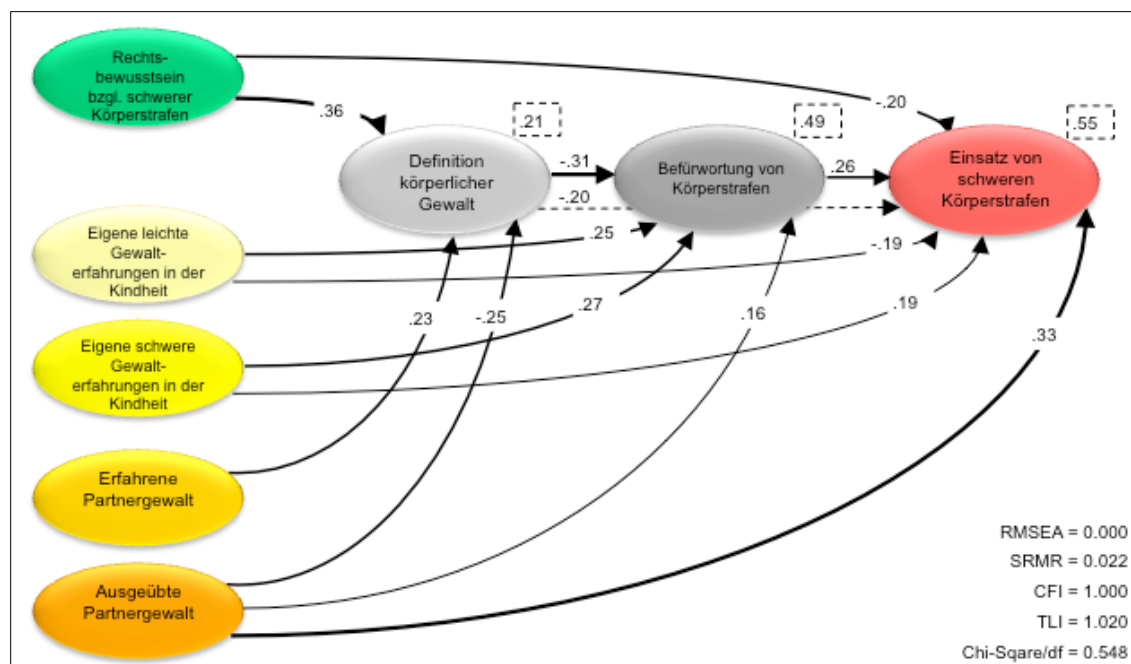 Rechts-
bewusstsein
bzgl. schwerer
Körperstrafen
-.20
.36
.21
.49
.55
Definition
körperlicher
Gewalt
-.31
Befürwortung von
Körperstrafen
.26
Einsatz von
schweren
Körperstrafen
-.20
Eigene leichte
Gewalt-
erfahrungen in der
Kindheit
.25
-.19
.23
-.25
.27
.16
.19
.33
Eigene schwere
Gewalt-
erfahrungen in der
Kindheit
Erfahrene
Partnergewalt
Ausgeübte
Partnergewalt
RMSEA = 0.000
SRMR = 0.022
CFI = 1.000
TLI = 1.020
Chi-Sqare/df = 0.548